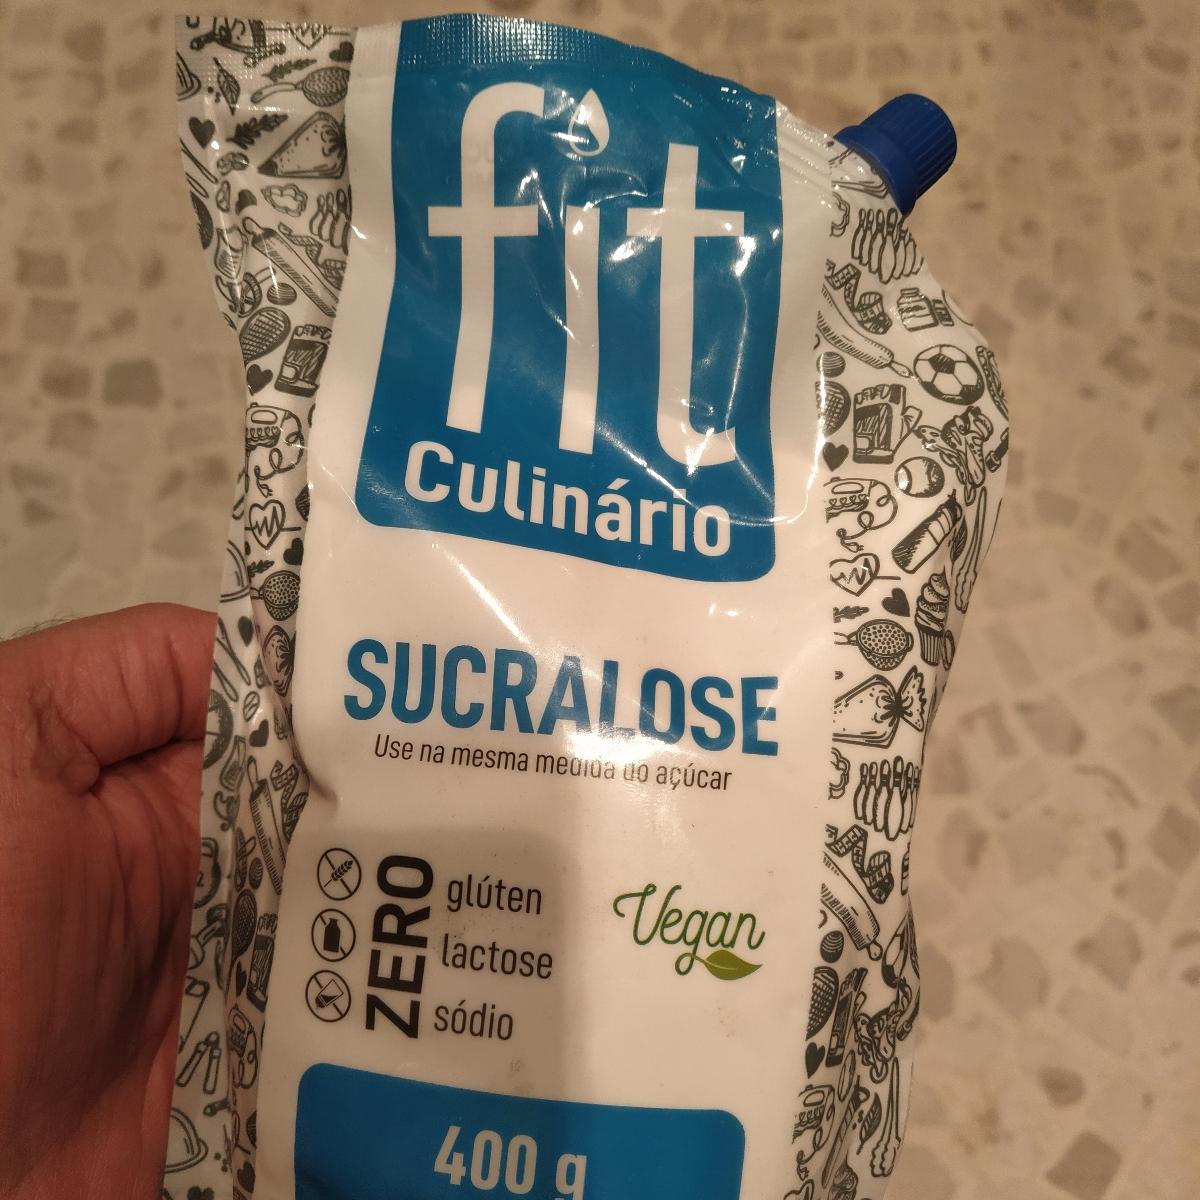 fit
Culinário
SUCRALOSE
Use na mesma medida do açúcar
ZERO
glúten
lactose
sódio
Vegan
400 g